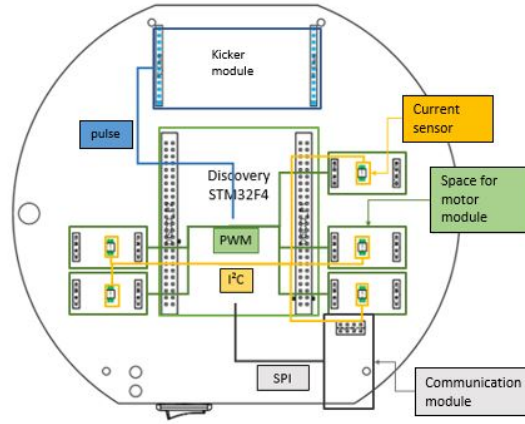 Kicker
module
Current
sensor
pulse
Discovery
STM32F4
Space for
motor
module
PWM
I²C
SPI
Communication
module